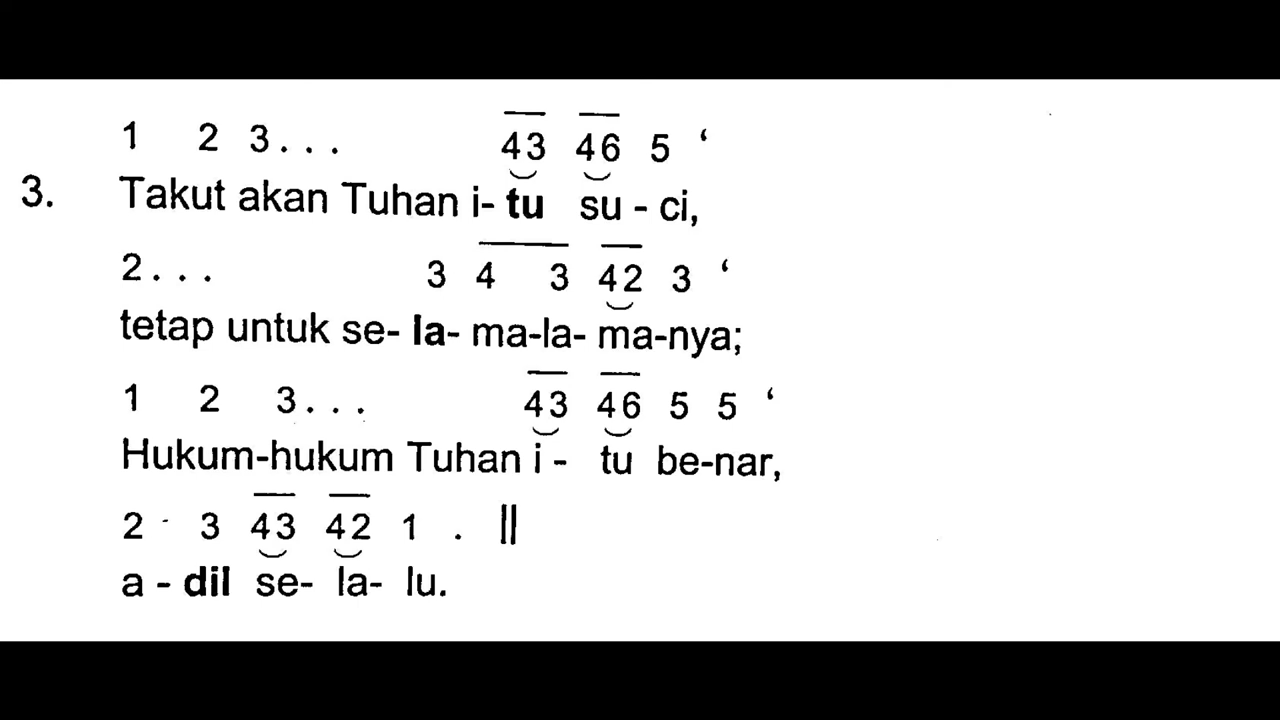 1 2 3 . . . 43 46 5 ‘
3. Takut akan Tuhan i- tu su - ci,
2 . . . 3 4 3 42 3 ‘
tetap untuk se- la- ma-la- ma-nya;
1 2 3 . . . 43 46 5 5 ‘
Hukum-hukum Tuhan i - tu be-nar,
2 3 43 42 1 . ||
a - dil se- la- lu.